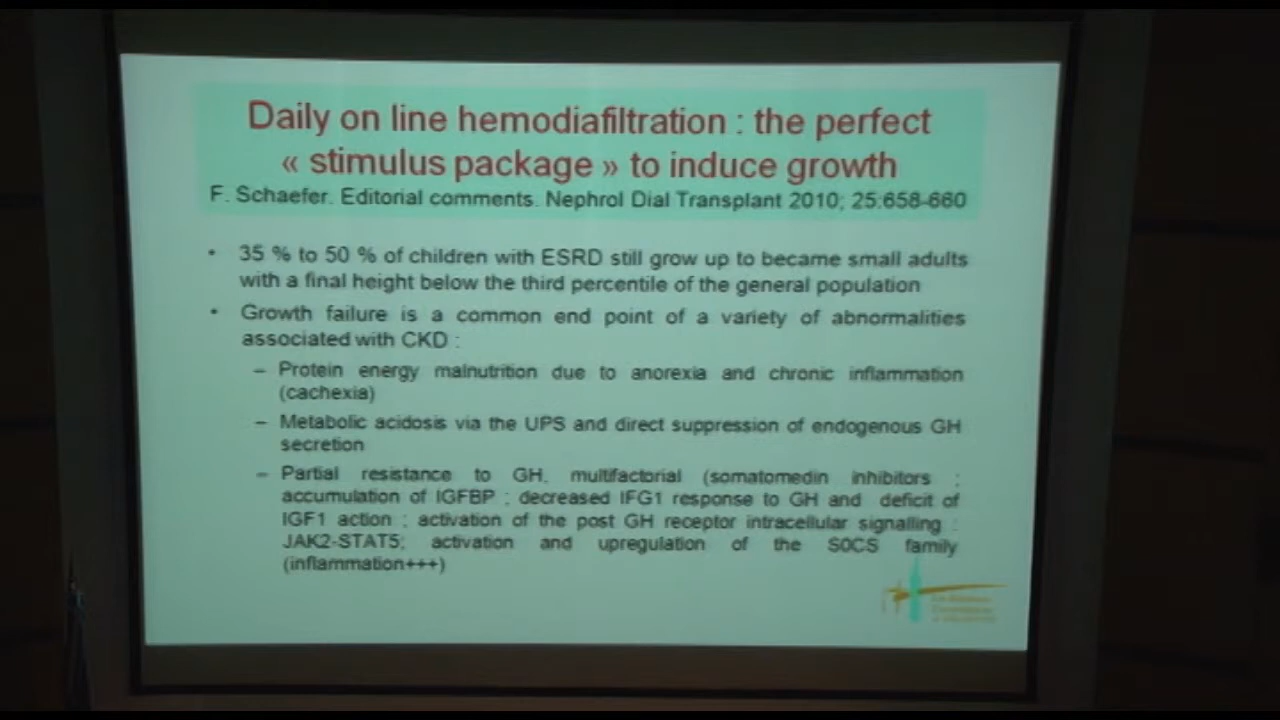 Daily on line hemodiafiltration : the perfect
« stimulus package » to induce growth
F. Schaefer. Editorial comments. Nephrol Dial Transplant 2010; 25:658-660
• 35 % to 50 % of children with ESRD still grow up to became small adults
with a final height below the third percentile of the general population
• Growth failure is a common end point of a variety of abnormalities
associated with CKD :
– Protein energy malnutrition due to anorexia and chronic inflammation
(cachexia)
– Metabolic acidosis via the UPS and direct suppression of endogenous GH
secretion
– Partial resistance to GH, multifactorial (somatomedin inhibitors ;
accumulation of IGFBP ; decreased IFG1 response to GH and deficit of
IGF1 action ; activation of the post GH receptor intracellular signalling :
JAK2-STAT5; activation and upregulation of the SOCS family
(inflammation+++)